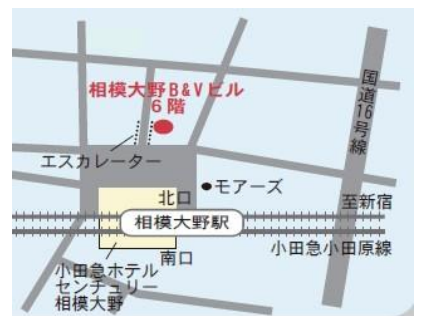 相模大野B&Vビル
6階
国道16号線
エスカレーター
北口
モアーズ
至新宿
相模大野駅
小田急小田原線
南口
小田急ホテル
センチュリー
相模大野